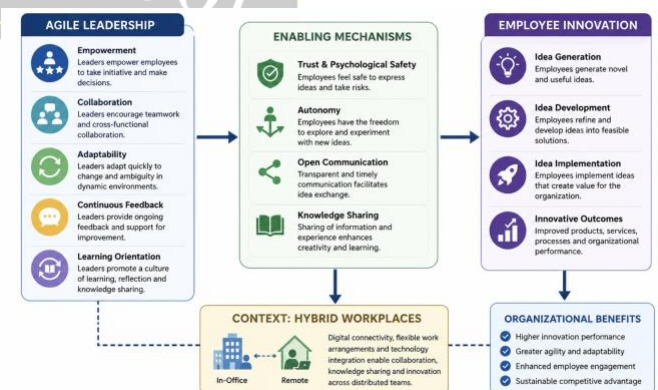 AGILE LEADERSHIP
Empowerment
Leaders empower employees
to take initiative and make
decisions.
Collaboration
Leaders encourage teamwork
and cross-functional
collaboration.
Adaptability
Leaders adapt quickly to
change and ambiguity in
dynamic environments.
Continuous Feedback
Leaders provide ongoing
feedback and support for
improvement.
Learning Orientation
Leaders promote a culture
of learning, reflection and
knowledge sharing.
ENABLING MECHANISMS
Trust & Psychological Safety
Employees feel safe to express
ideas and take risks.
Autonomy
Employees have the freedom
to explore and experiment
with new ideas.
Open Communication
Transparent and timely
communication facilitates
idea exchange.
Knowledge Sharing
Sharing of information and
experience enhances
creativity and learning.
EMPLOYEE INNOVATION
Idea Generation
Employees generate novel
and useful ideas.
Idea Development
Employees refine and
develop ideas into feasible
solutions.
Idea Implementation
Employees implement ideas
that create value for the
organization.
Innovative Outcomes
Improved products, services,
processes and organizational
performance.
CONTEXT: HYBRID WORKPLACES
In-Office
Remote
Digital connectivity, flexible work
arrangements and technology
integration enable collaboration,
knowledge sharing and innovation
across distributed teams.
ORGANIZATIONAL BENEFITS
Higher innovation performance
Greater agility and adaptability
Enhanced employee engagement
Sustainable competitive advantage